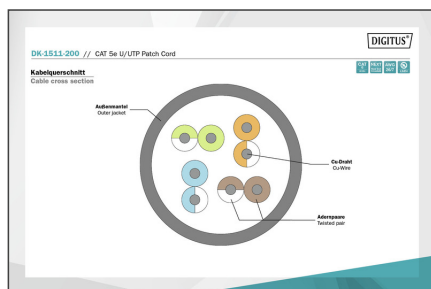 DIGITUS®
DK-1511-200 // CAT 5e U/UTP Patch Cord
Kabelquerschnitt
Cable cross section
Außenmantel
Outer jacket
Cu-Draht
Cu-Wire
Adernpaare
Twisted pair